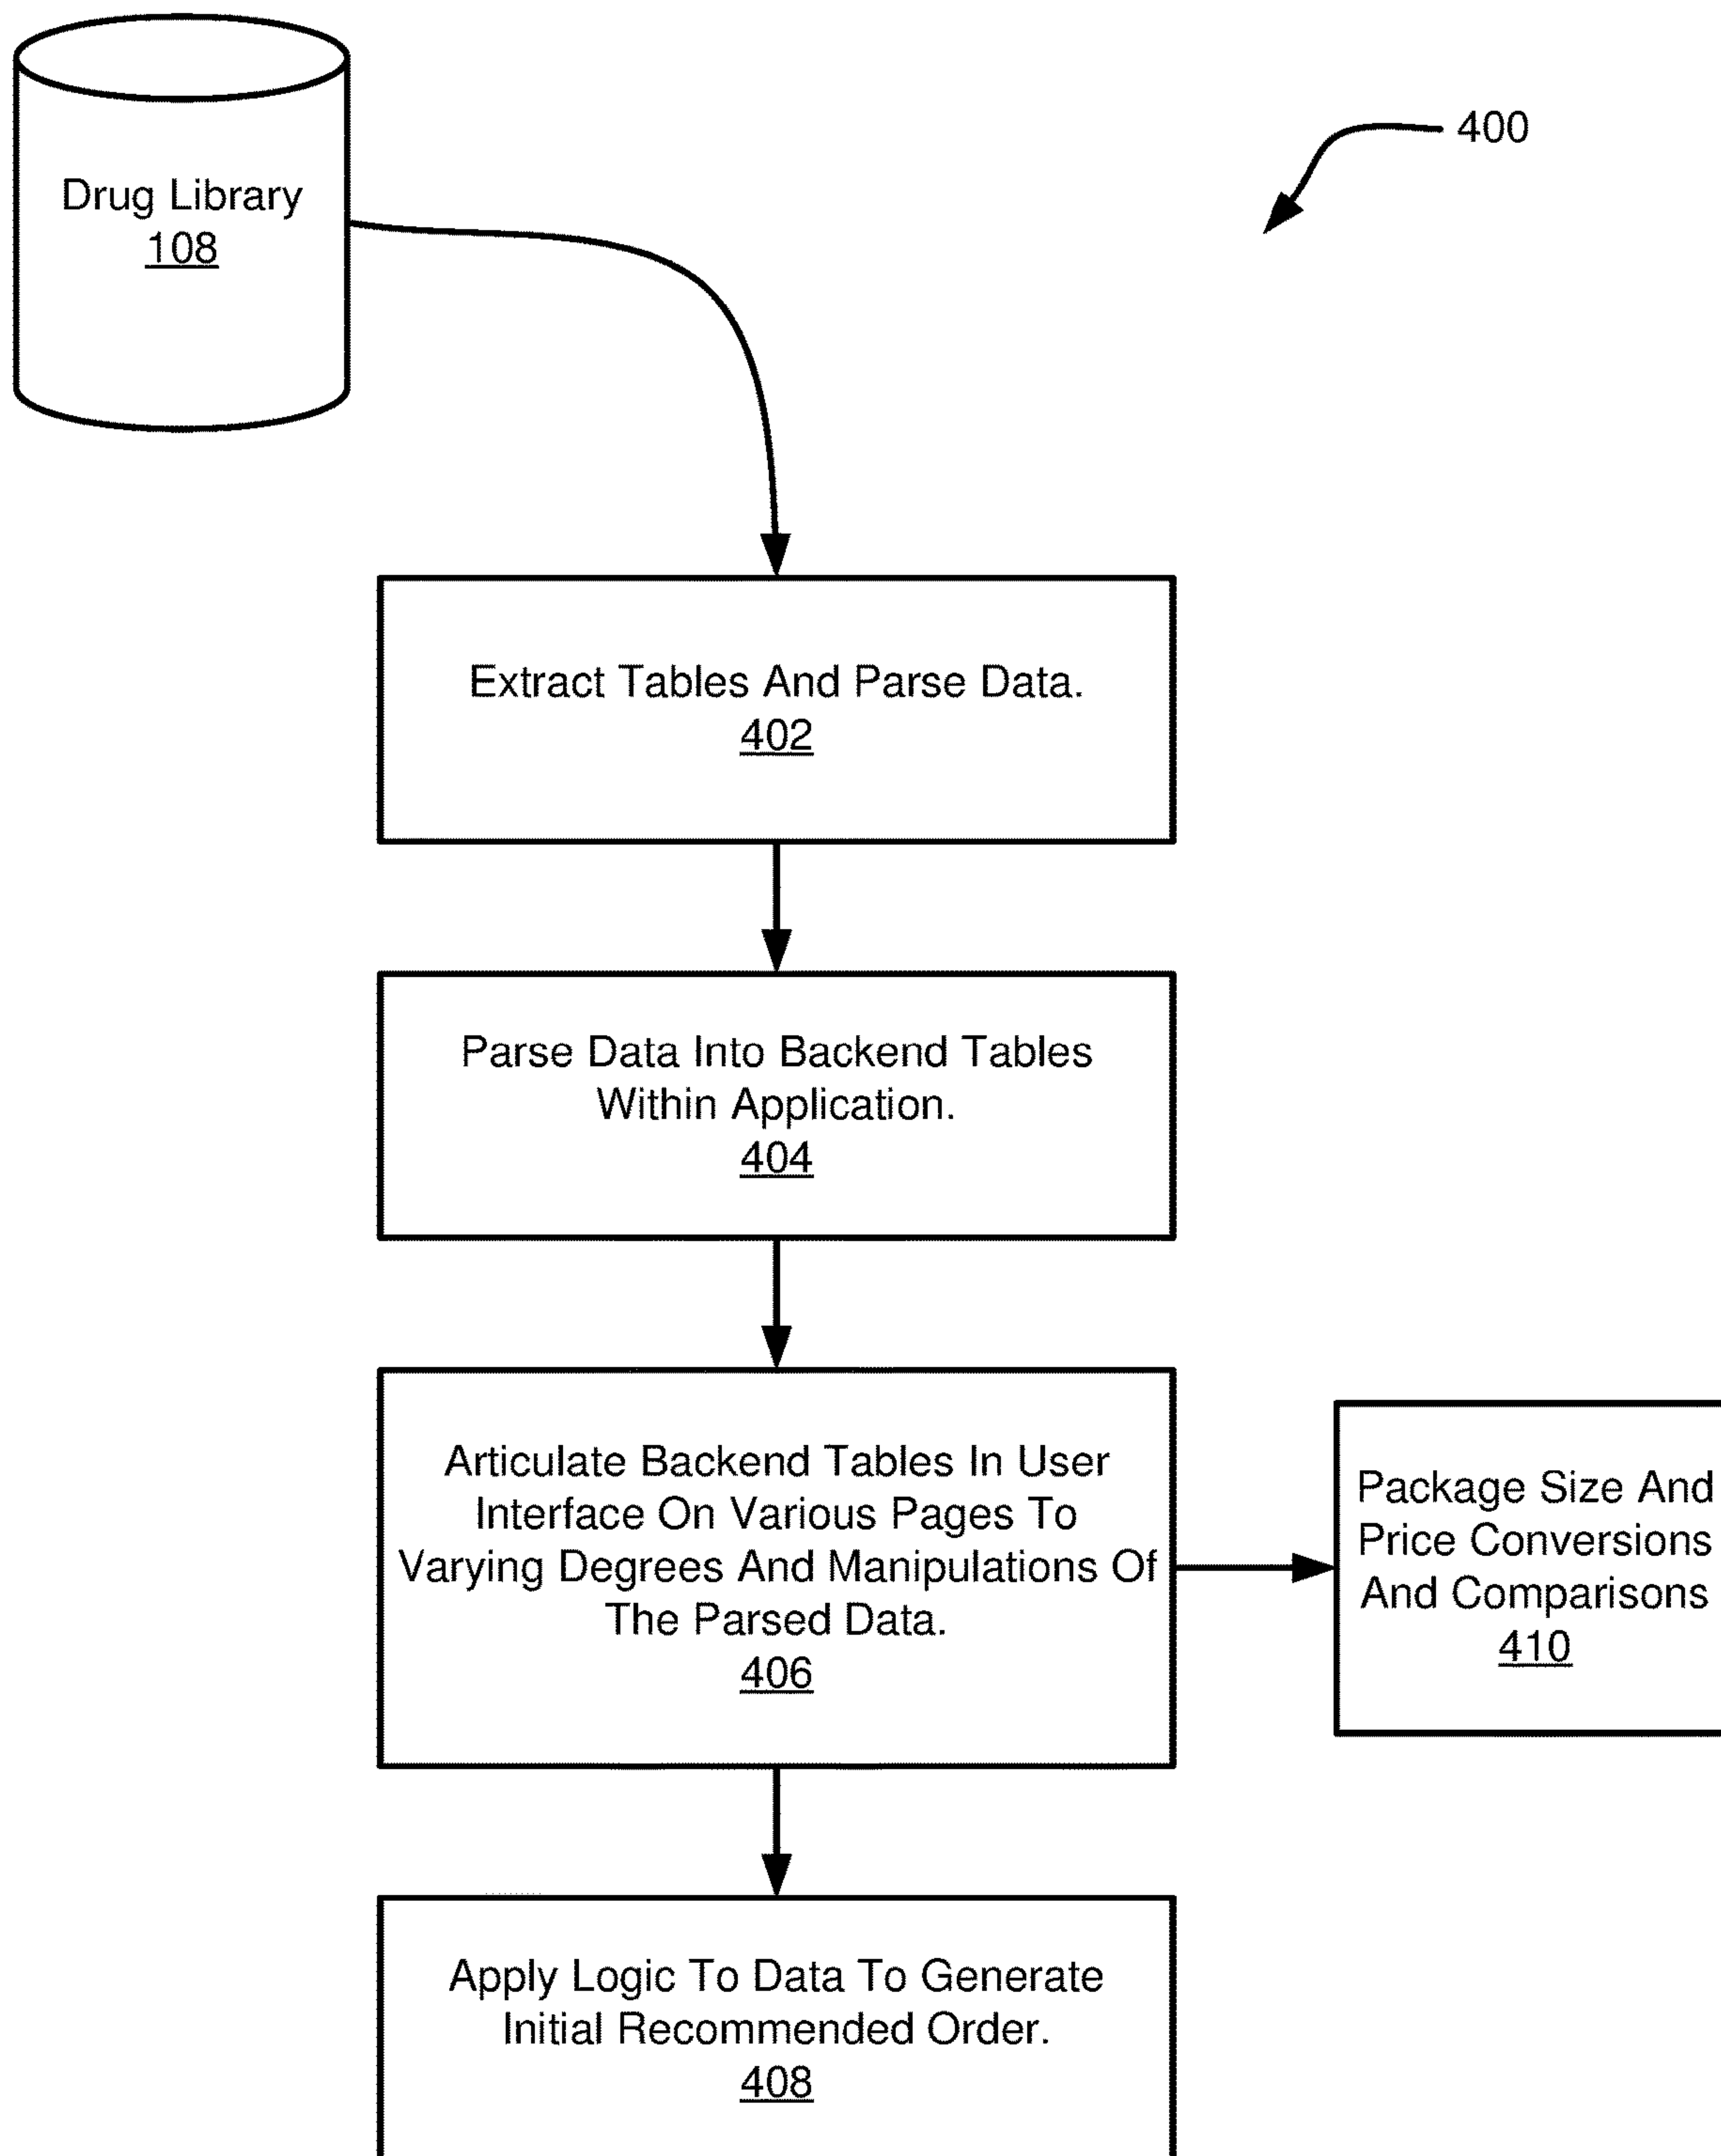 400
Drug Library
108
Extract Tables And Parse Data.
402
Parse Data Into Backend Tables
Within Application.
404
Articulate Backend Tables In User
Interface On Various Pages To
Varying Degrees And Manipulations Of
The Parsed Data.
406
Package Size And
Price Conversions
And Comparisons
410
Apply Logic To Data To Generate
Initial Recommended Order.
408